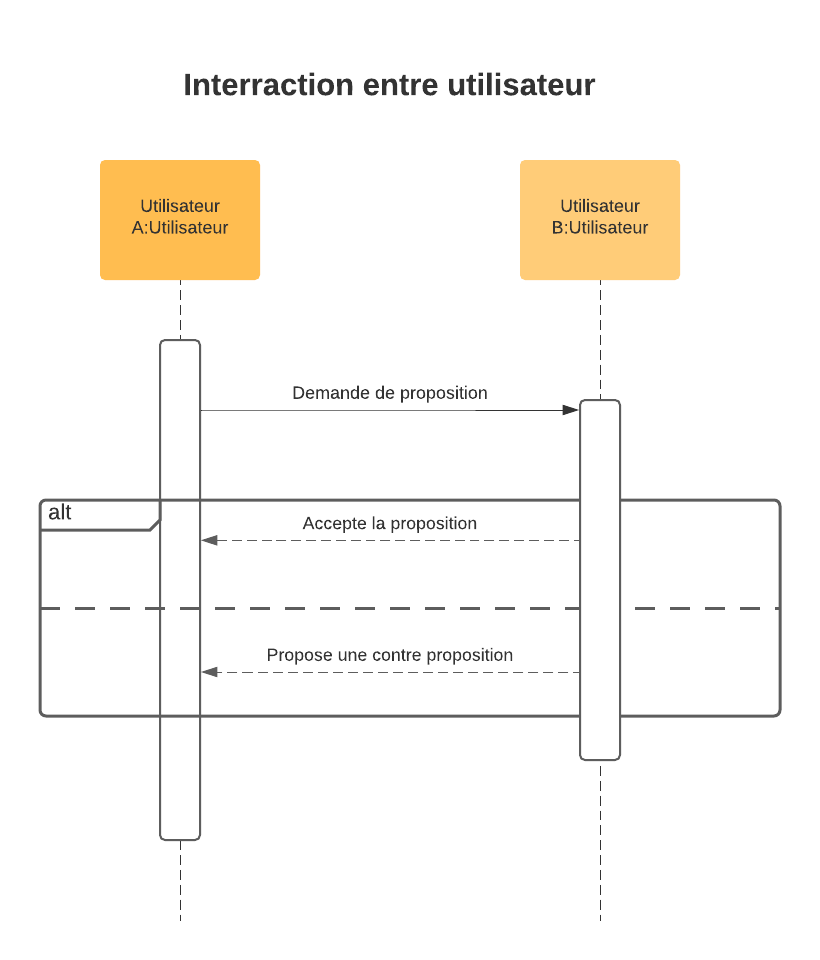 Interraction entre utilisateur
Utilisateur
A:Utilisateur
Utilisateur
B:Utilisateur
Demande de proposition
alt
Accepte la proposition
Propose une contre proposition